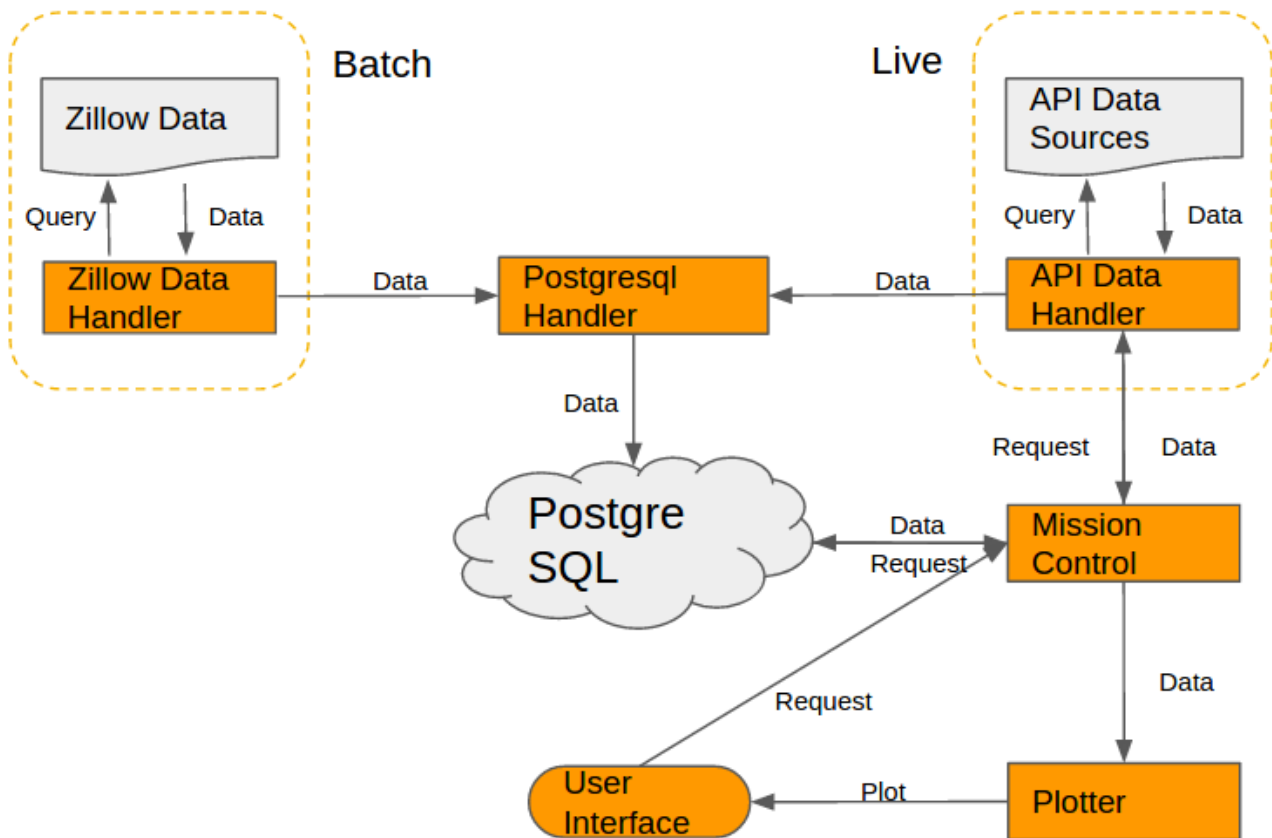 Batch
Live
Zillow Data
API Data
Sources
Query
Data
Query
Data
Zillow Data
Handler
Data
Postgresql
Handler
Data
API Data
Handler
Data
Request
Data
Postgre
SQL
Data
Request
Mission
Control
Request
Data
User
Interface
Plot
Plotter